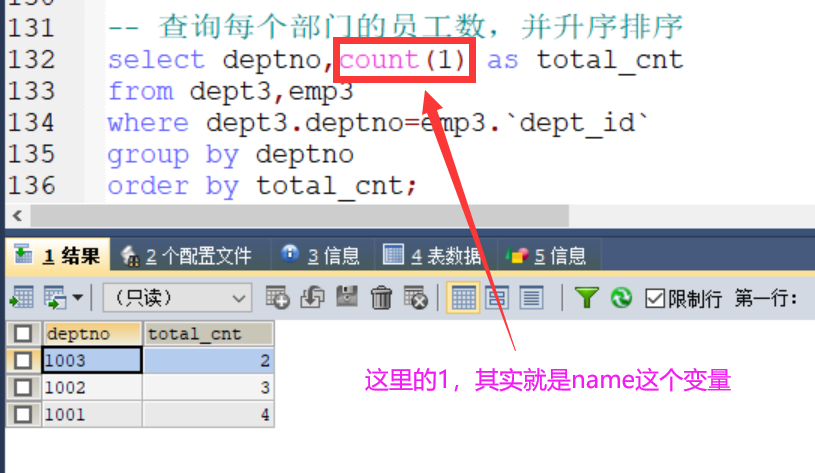 131 -- 查询每个部门的员工数，并升序排序
132 select deptno,count(1) as total_cnt
133 from dept3,emp3
134 where dept3.deptno=emp3.`dept_id`
135 group by deptno
136 order by total_cnt;
1 结果 2 个配置文件 3 信息 4 表数据 5 信息
（只读） 限制行 第一行：
deptno total_cnt
1003 2
1002 3
1001 4
这里的1，其实就是name这个变量